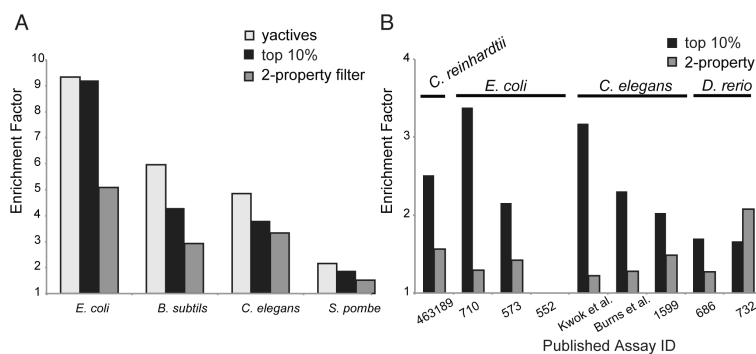 A
yactives
top 10%
2-property filter
Enrichment Factor
10
9
8
7
6
5
4
3
2
1
E. coli
B. subtils
C. elegans
S. pombe
B
top 10%
2-property
C. reinhardtii
E. coli
C. elegans
D. rerio
Enrichment Factor
4
3
2
1
463189
710
573
552
Kwok et al.
Burns et al.
1599
686
732
Published Assay ID